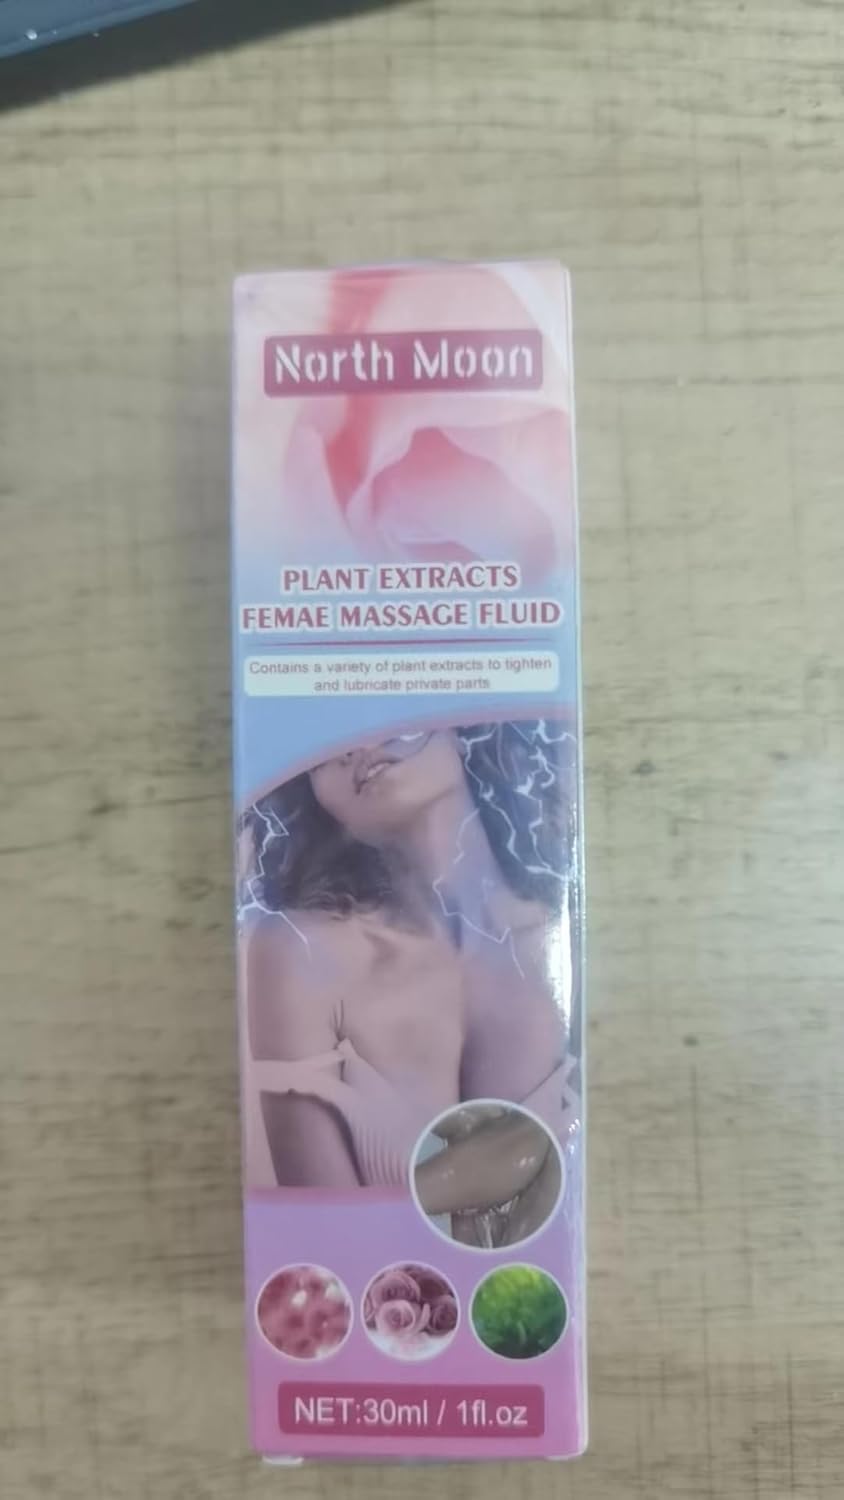 North Moon
PLANT EXTRACTS
FEMAE MASSAGE FLUID
Contains a variety of plant extracts to tighten
and lubricate private parts
NET:30ml / 1fl.oz